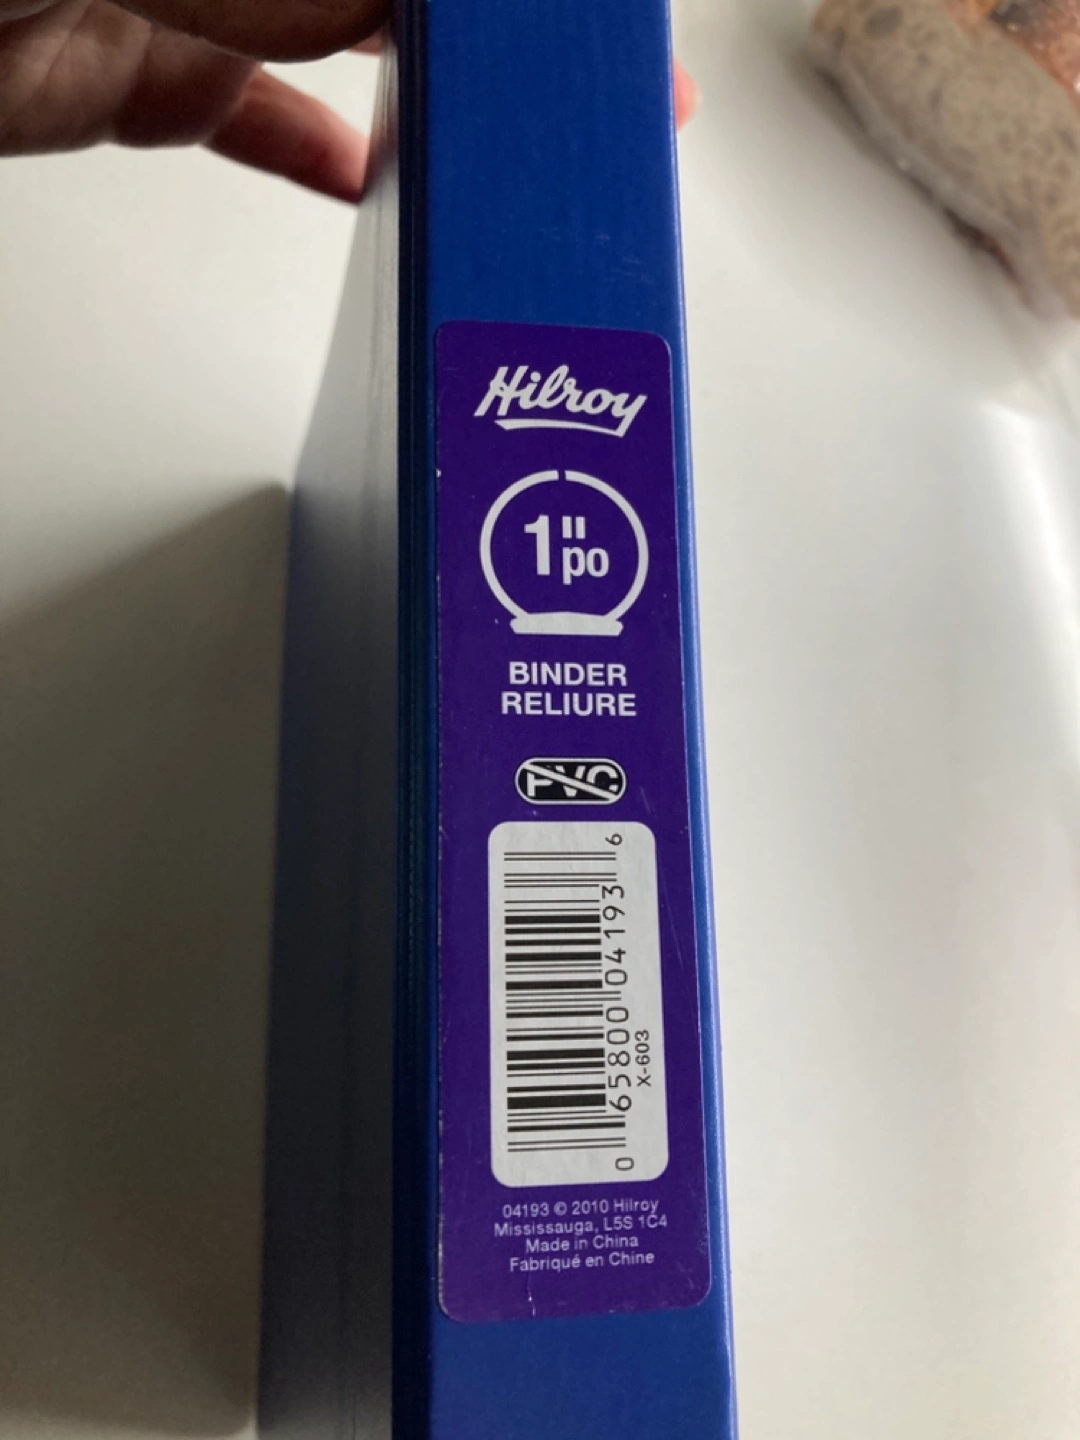 Hilroy
1" po
BINDER
RELIURE
PVC
0 65800 04193 6
X-603
04193 © 2010 Hilroy
Mississauga, L5S 1C4
Made in China
Fabriqué en Chine